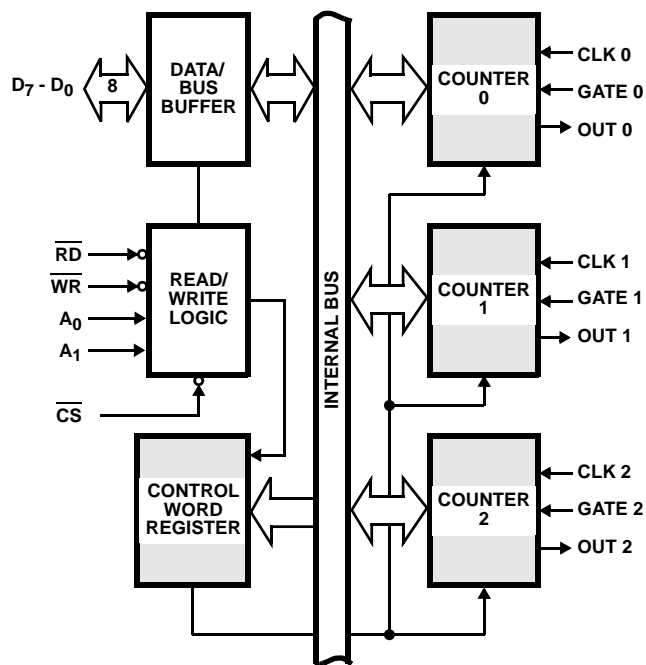 D7 - D0
8
DATA/
BUS
BUFFER
RD
WR
A0
A1
CS
READ/
WRITE
LOGIC
CONTROL
WORD
REGISTER
INTERNAL BUS
COUNTER
0
CLK 0
GATE 0
OUT 0
COUNTER
1
CLK 1
GATE 1
OUT 1
COUNTER
2
CLK 2
GATE 2
OUT 2